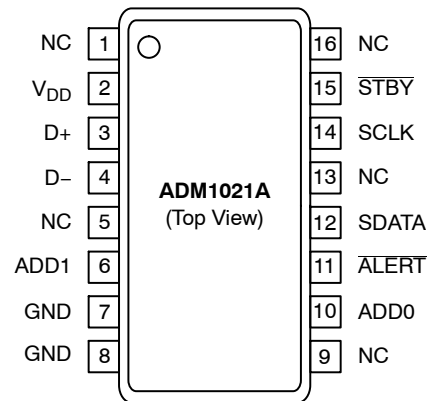 NC 1 16 NC
VDD 2 15 STBY
D+ 3 14 SCLK
D− 4 13 NC
ADM1021A
(Top View)
NC 5 12 SDATA
ADD1 6 11 ALERT
GND 7 10 ADD0
GND 8 9 NC